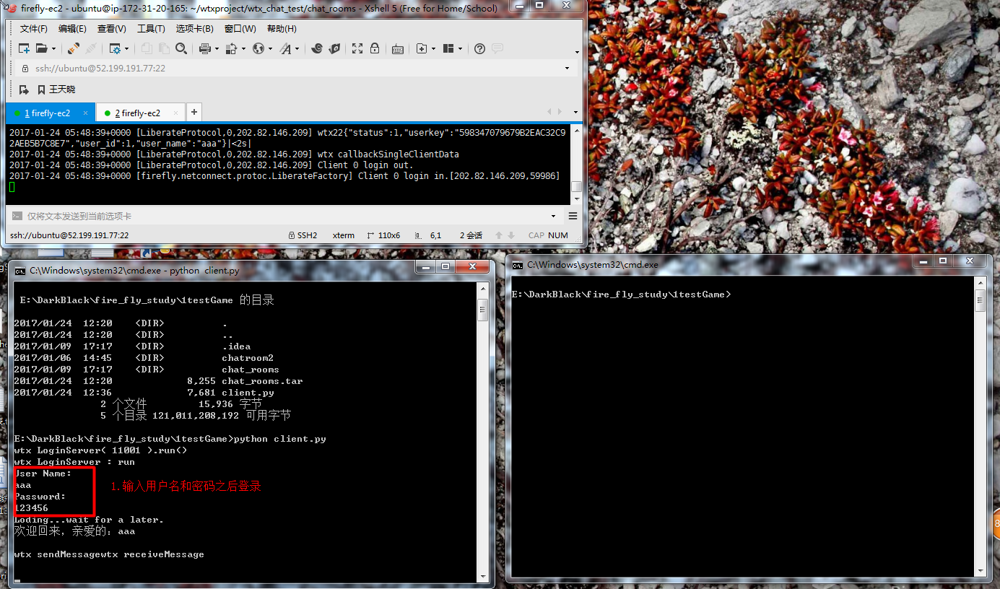 firefly-ec2 - ubuntu@ip-172-31-20-165: ~/wtxproject/wtx_chat_test/chat_rooms - Xshell 5 (Free for Home/School)
文件(F) 编辑(E) 查看(V) 工具(T) 选项卡(B) 窗口(W) 帮助(H)
ssh://ubuntu@52.199.191.77:22
王天晓
1 firefly-ec2 × 2 firefly-ec2 × +
2017-01-24 05:48:39+0000 [LiberateProtocol,0,202.82.146.209] wtx22{"status":1,"userkey":"598347079679B2EAC32C9
2AEB5B7C8E7","user_id":1,"user_name":"aaa"}|<2s|
2017-01-24 05:48:39+0000 [LiberateProtocol,0,202.82.146.209] wtx callbackSingleClientData
2017-01-24 05:48:39+0000 [LiberateProtocol,0,202.82.146.209] Client 0 login out.
2017-01-24 05:48:39+0000 [firefly.netconnect.protoc.LiberateFactory] Client 0 login in.[202.82.146.209,59986]
仅将文本发送到当前选项卡
ssh://ubuntu@52.199.191.77:22 SSH2 xterm 110x6 6,1 2 会话 CAP NUM
C:\Windows\system32\cmd.exe - python client.py
E:\DarkBlack\fire_fly_study\1testGame 的目录
2017/01/24 12:20 <DIR> .
2017/01/24 12:20 <DIR> ..
2017/01/09 17:17 <DIR> .idea
2017/01/06 14:45 <DIR> chatroom2
2017/01/09 17:17 <DIR> chat_rooms
2017/01/24 12:20 8,255 chat_rooms.tar
2017/01/24 12:36 7,681 client.py
2 个文件 15,936 字节
5 个目录 121,011,208,192 可用字节
E:\DarkBlack\fire_fly_study\1testGame>python client.py
wtx LoginServer( 11001 ).run()
wtx LoginServer : run
User Name:
aaa
Password:
123456
1.输入用户名和密码之后登录
Loding...wait for a later.
欢迎回来，亲爱的：aaa
wtx sendMessagewtx receiveMessage
C:\Windows\system32\cmd.exe
E:\DarkBlack\fire_fly_study\1testGame>